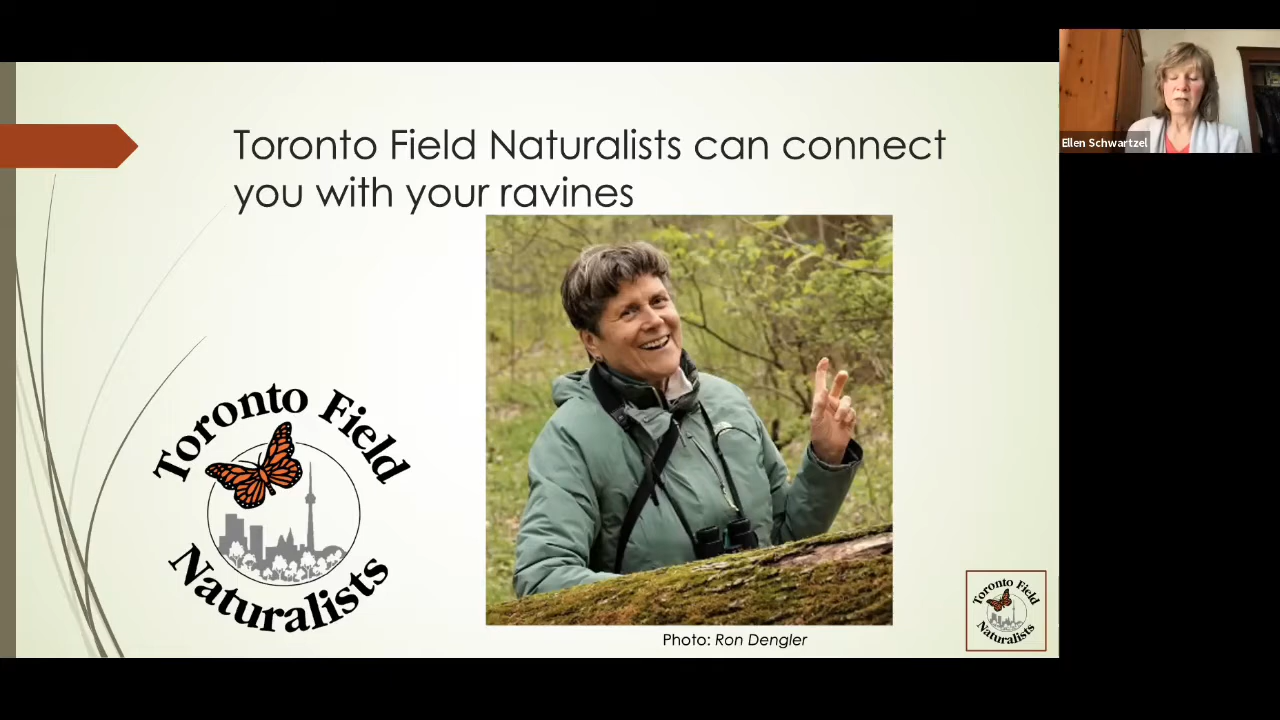 Toronto Field Naturalists can connect
you with your ravines
Ellen Schwartzel
Toronto Field
Naturalists
Photo: Ron Dengler
Toronto Field
Naturalists